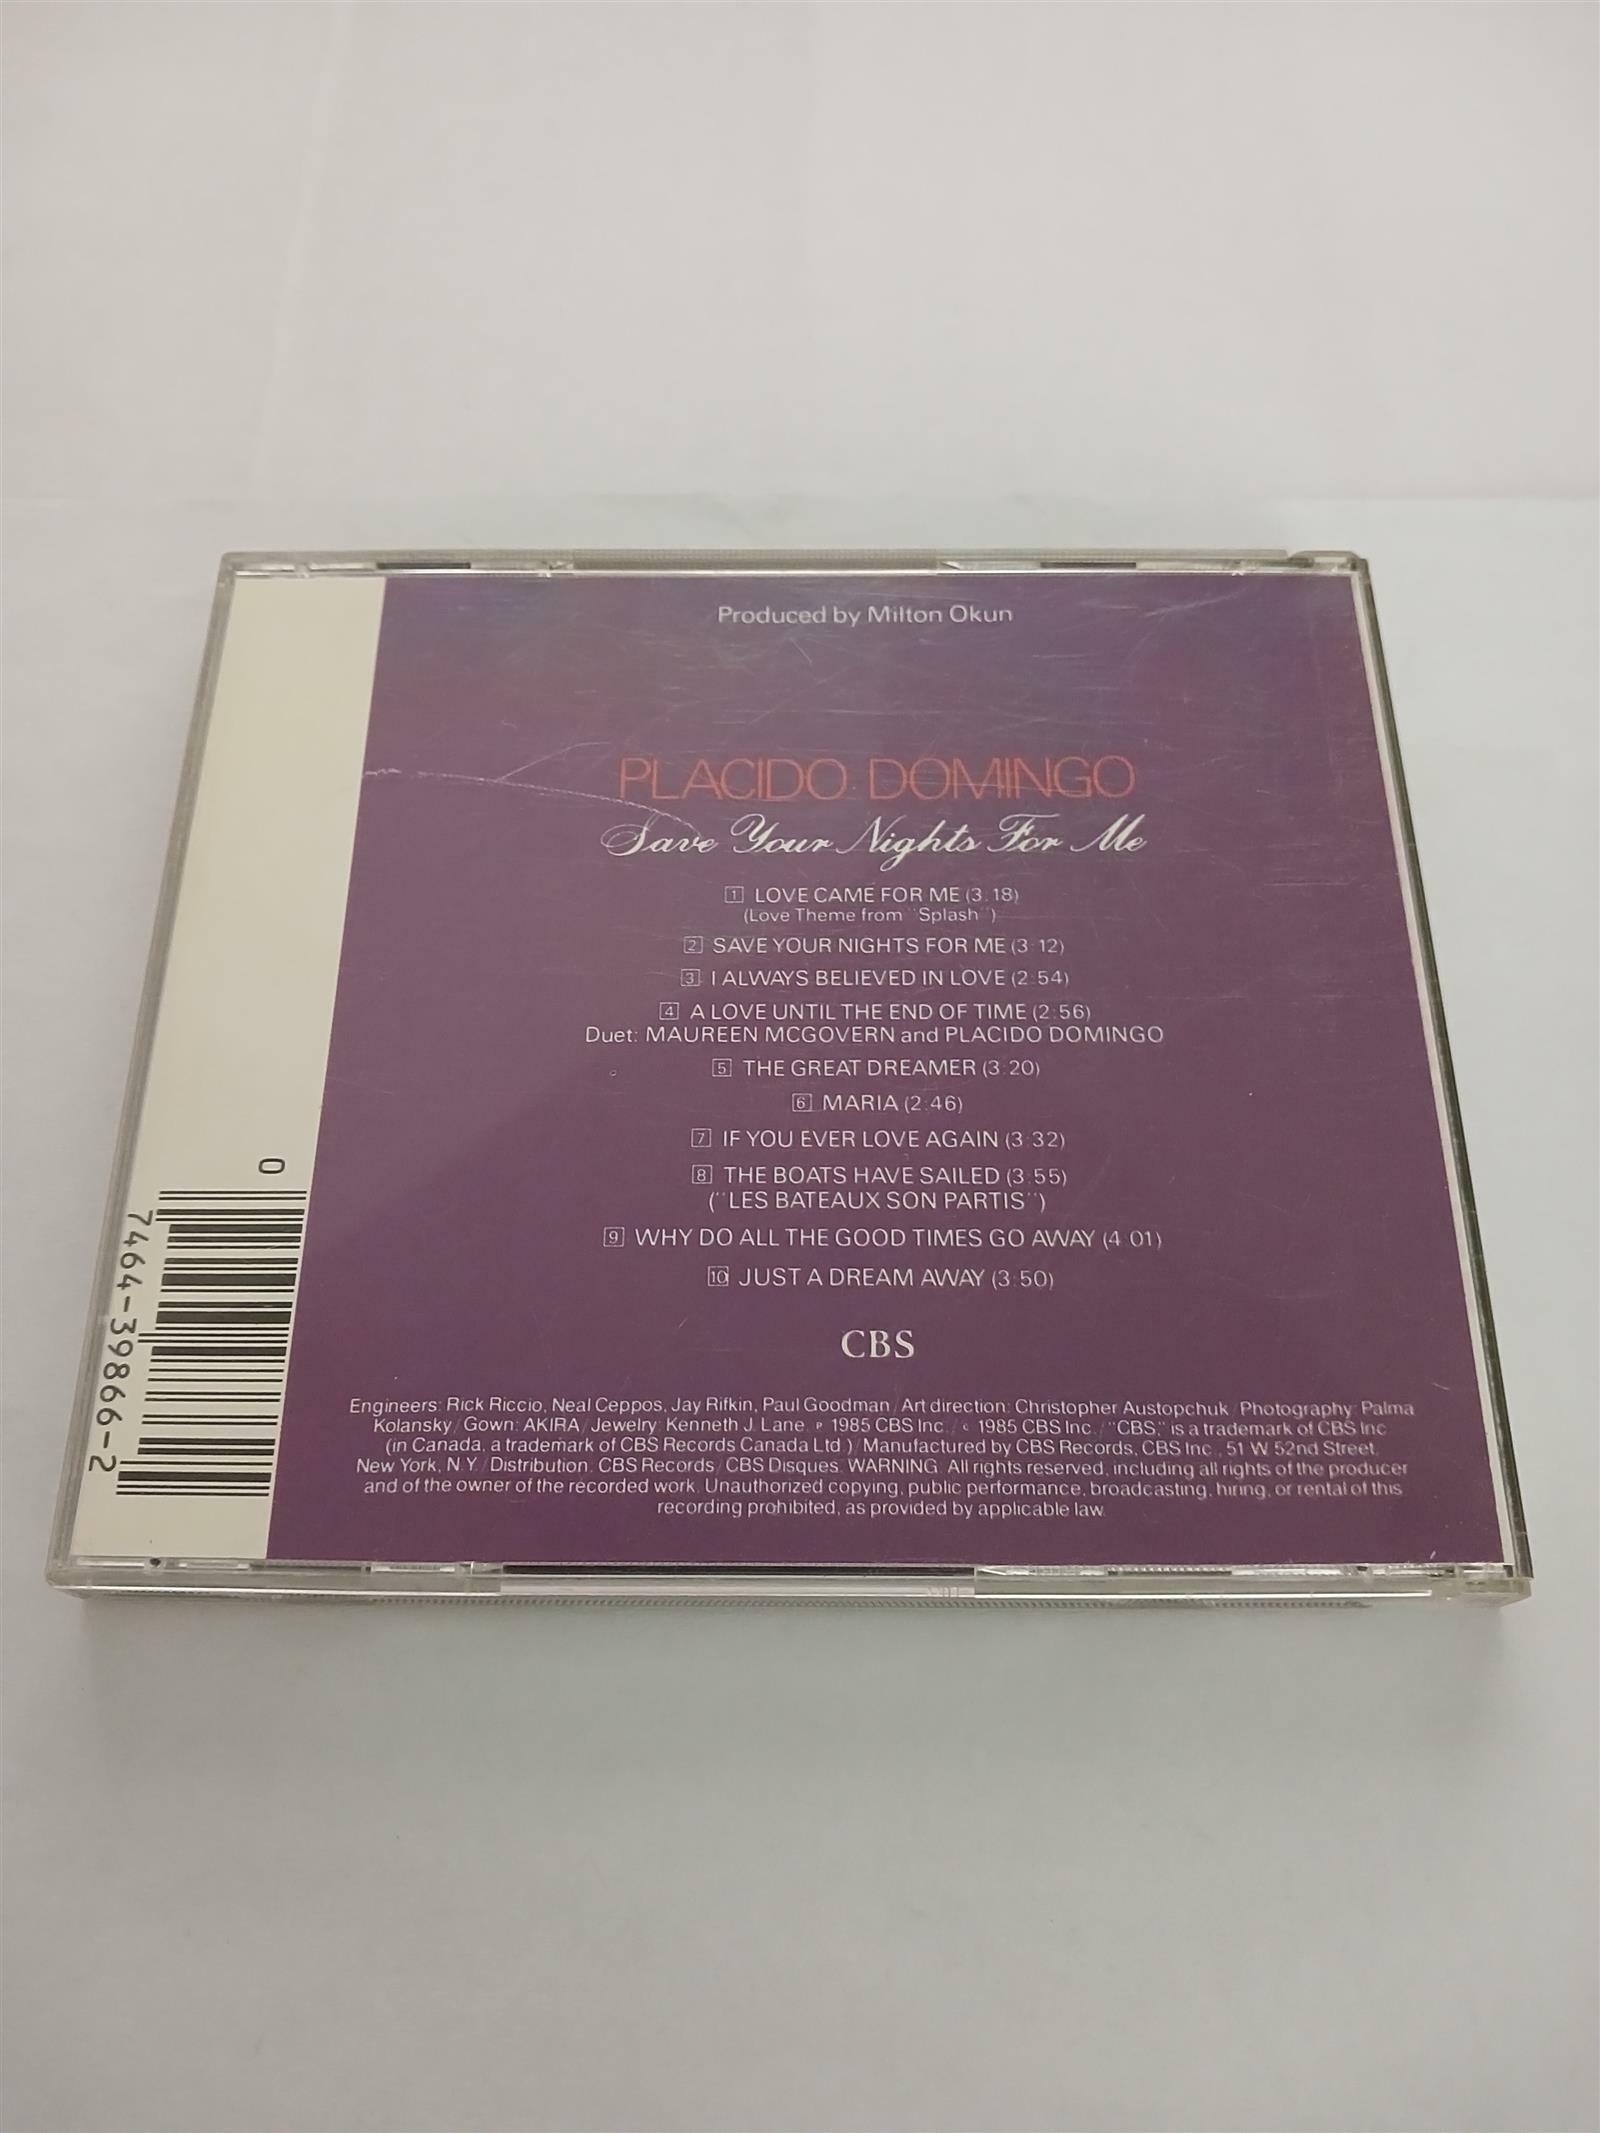 Produced by Milton Okun
PLACIDO DOMINGO
Save Your Nights For Me
1 LOVE CAME FOR ME (3:18)
(Love Theme from "Splash")
2 SAVE YOUR NIGHTS FOR ME (3:12)
3 I ALWAYS BELIEVED IN LOVE (2:54)
4 A LOVE UNTIL THE END OF TIME (2:56)
Duet: MAUREEN MCGOVERN and PLACIDO DOMINGO
5 THE GREAT DREAMER (3:20)
6 MARIA (2:46)
7 IF YOU EVER LOVE AGAIN (3:32)
8 THE BOATS HAVE SAILED (3:55)
("LES BATEAUX SON PARTIS")
9 WHY DO ALL THE GOOD TIMES GO AWAY (4:01)
10 JUST A DREAM AWAY (3:50)
CBS
Engineers: Rick Riccio, Neal Ceppos, Jay Rifkin, Paul Goodman / Art direction: Christopher Austopchuk / Photography: Palma
Kolansky / Gown: AKIRA / Jewelry: Kenneth J. Lane. ℗ 1985 CBS Inc. / © 1985 CBS Inc. / "CBS," is a trademark of CBS Inc.
(in Canada, a trademark of CBS Records Canada Ltd.) / Manufactured by CBS Records, CBS Inc., 51 W. 52nd Street,
New York, N.Y. / Distribution: CBS Records / CBS Disques. WARNING: All rights reserved, including all rights of the producer
and of the owner of the recorded work. Unauthorized copying, public performance, broadcasting, hiring, or rental of this
recording prohibited, as provided by applicable law.
0
7464-39866-2